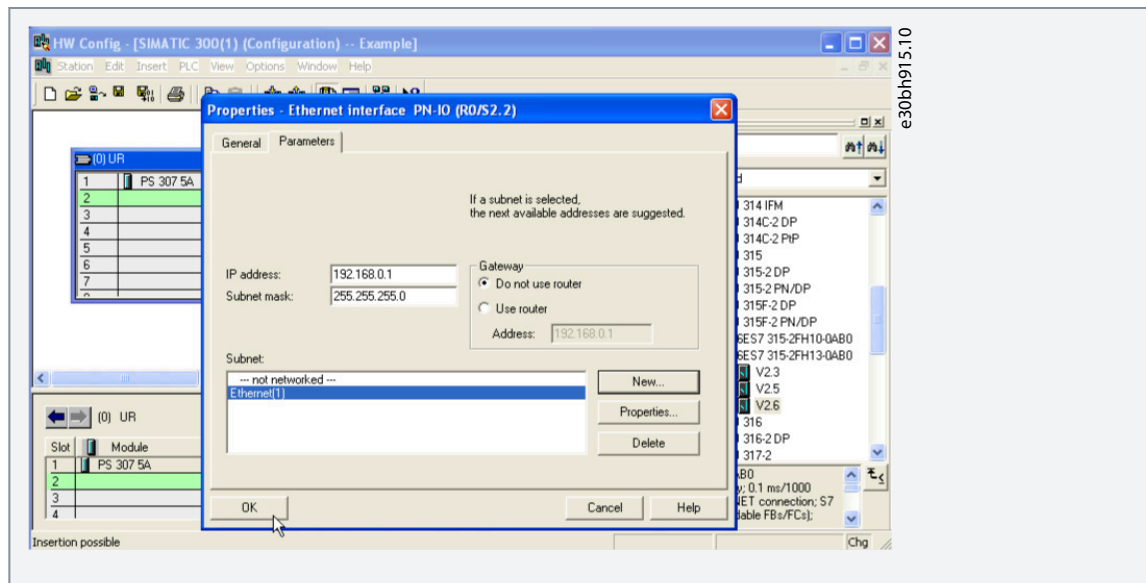 HW Config - [SIMATIC 300(1) (Configuration) -- Example]
Station Edit Insert PLC View Options Window Help
e30bh915.10
Properties - Ethernet interface PN-IO (R0/S2.2)
General Parameters
(0) UR
1 PS 307 5A
2
3
4
5
6
7
If a subnet is selected,
the next available addresses are suggested.
IP address: 192.168.0.1
Subnet mask: 255.255.255.0
Gateway
Do not use router
Use router
Address: 192.168.0.1
Subnet:
--- not networked ---
Ethernet(1)
New...
Properties...
Delete
OK Cancel Help
314 IFM
314C-2 DP
314C-2 PtP
315
315-2 DP
315-2 PN/DP
315F-2 DP
315F-2 PN/DP
6ES7 315-2FH10-0AB0
6ES7 315-2FH13-0AB0
V2.3
V2.5
V2.6
316
316-2 DP
317-2
(0) UR
Slot Module
1 PS 307 5A
2
3
4
0.1 ms/1000
connection; S7
FBs/FCs);
Insertion possible Chg